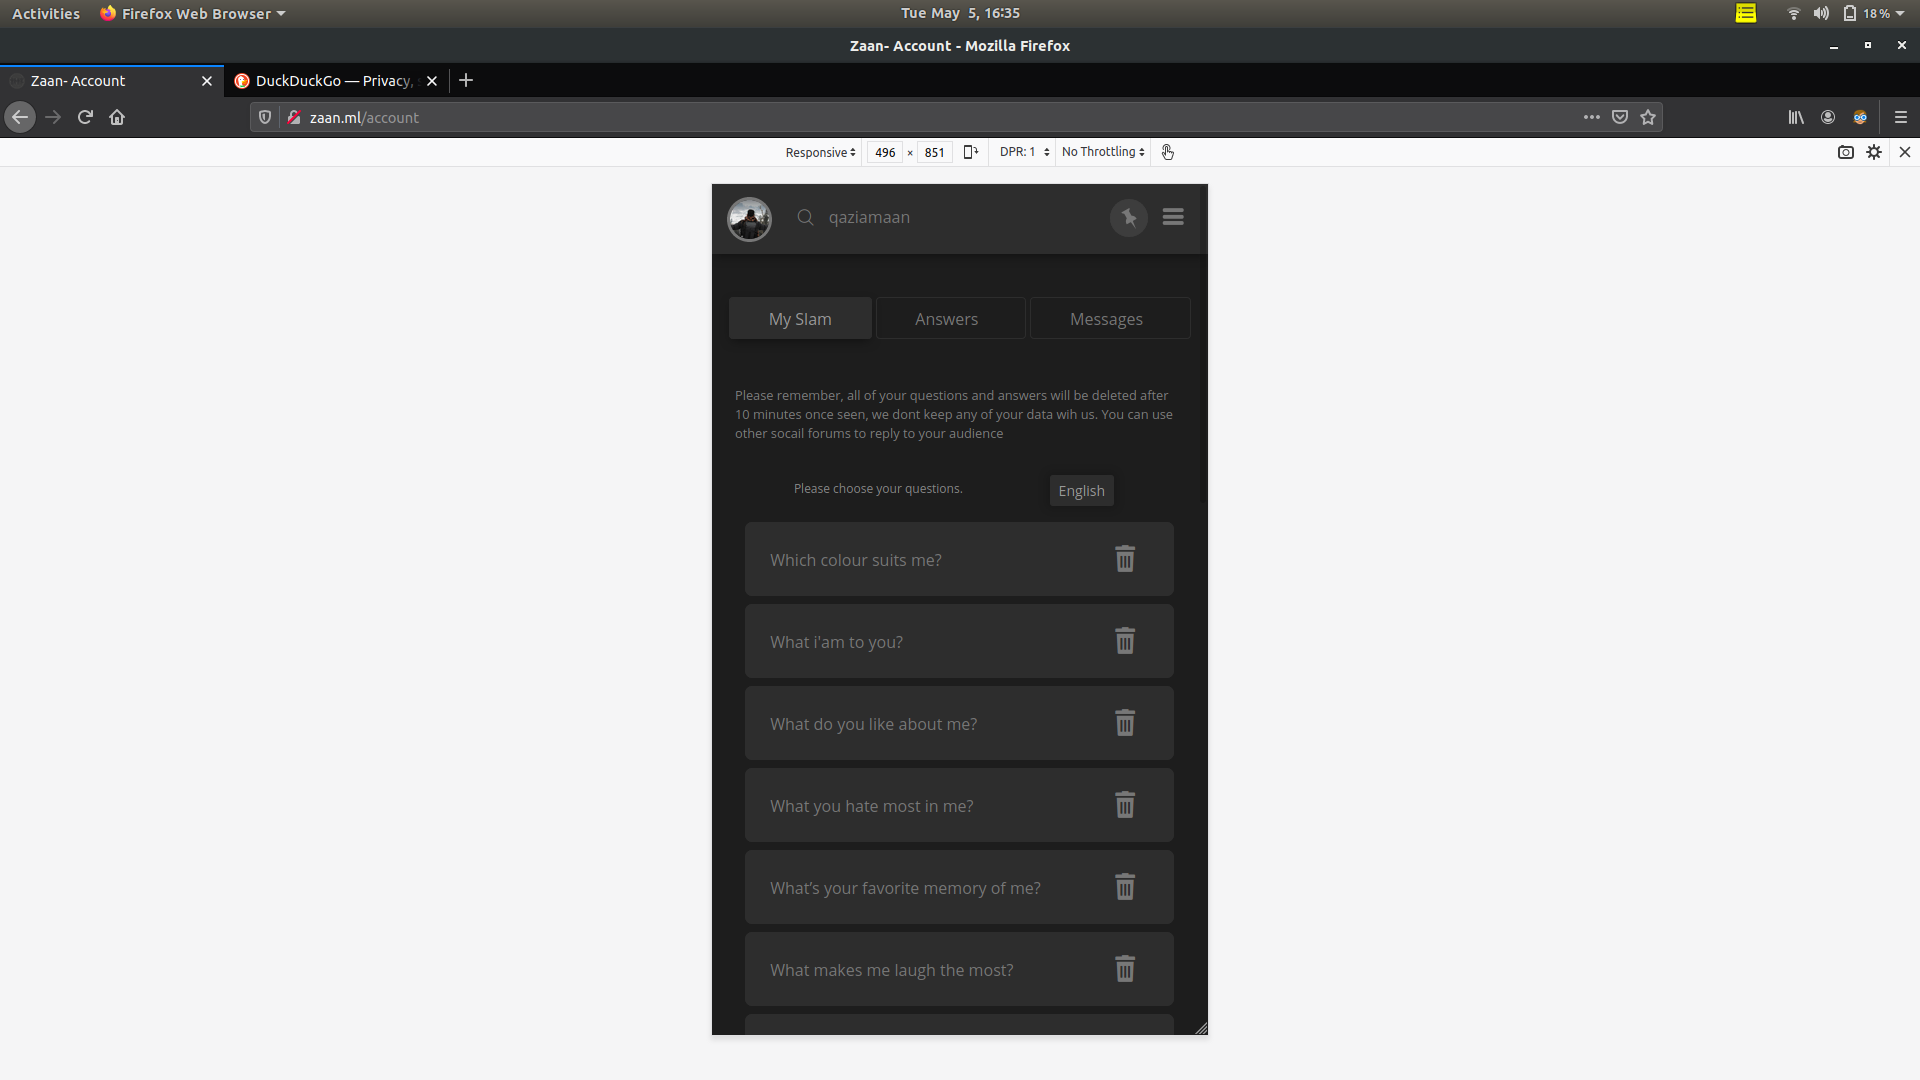 Activities
Firefox Web Browser
Tue May 5, 16:35
18%
Zaan- Account - Mozilla Firefox
Zaan- Account
DuckDuckGo — Privacy,
zaan.ml/account
Responsive
496 × 851
DPR: 1
No Throttling
qaziamaan
My Slam
Answers
Messages
Please remember, all of your questions and answers will be deleted after
10 minutes once seen, we dont keep any of your data wih us. You can use
other socail forums to reply to your audience
Please choose your questions.
English
Which colour suits me?
What i'am to you?
What do you like about me?
What you hate most in me?
What's your favorite memory of me?
What makes me laugh the most?